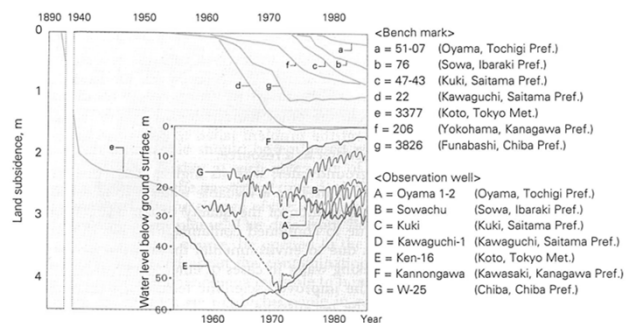 1890 1940 1950 1960 1970 1980
0
1
2
3
4
Land subsidence, m
a
b
c
f
g
d
e
Water level below ground surface, m
0
10
20
30
40
50
60
F
G
B
C
A
D
E
1960 1970 1980 Year
<Bench mark>
a = 51-07 (Oyama, Tochigi Pref.)
b = 76 (Sowa, Ibaraki Pref.)
c = 47-43 (Kuki, Saitama Pref.)
d = 22 (Kawaguchi, Saitama Pref.)
e = 3377 (Koto, Tokyo Met.)
f = 206 (Yokohama, Kanagawa Pref.)
g = 3826 (Funabashi, Chiba Pref.)
<Observation well>
A = Oyama 1-2 (Oyama, Tochigi Pref.)
B = Sowachu (Sowa, Ibaraki Pref.)
C = Kuki (Kuki, Saitama Pref.)
D = Kawaguchi-1 (Kawaguchi, Saitama Pref.)
E = Ken-16 (Koto, Tokyo Met.)
F = Kannongawa (Kawasaki, Kanagawa Pref.)
G = W-25 (Chiba, Chiba Pref.)